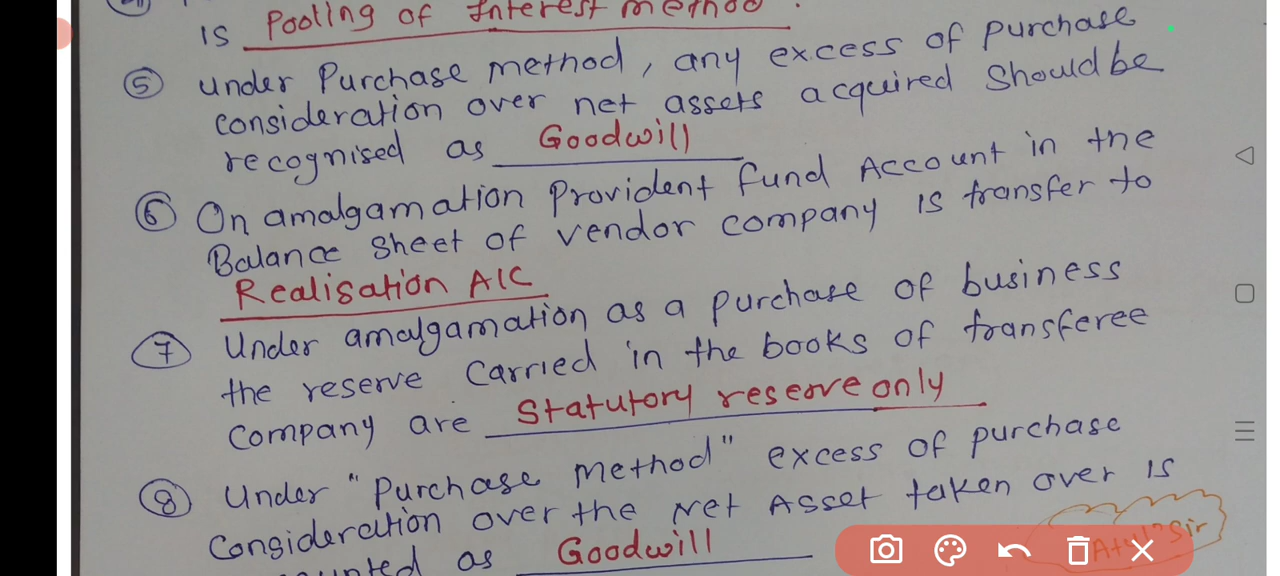 is Pooling of Interest method.
⑤ under Purchase method, any excess of purchase
consideration over net assets acquired Should be
recognised as Goodwill
⑥ On amalgamation Provident fund Account in the
Balance Sheet of vendor company is transfer to
Realisation A/C
⑦ Under amalgamation as a purchase of business
the reserve Carried in the books of transferee
Company are Statutory reserve only
⑧ Under "Purchase Method" excess of purchase
Consideration over the Net Asset taken over is
as Goodwill
Sir